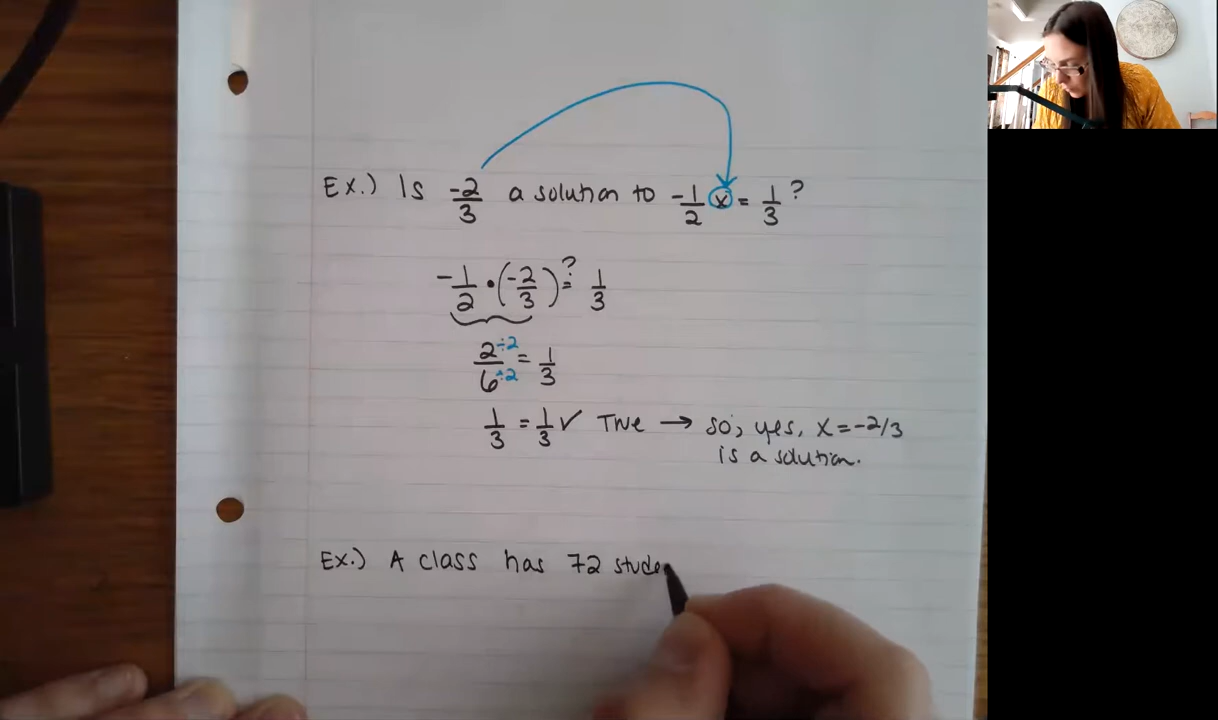 Ex.) Is -2/3 a solution to -1/2 x = 1/3 ?
-1/2 • (-2/3) =? 1/3
2÷2/6÷2 = 1/3
1/3 = 1/3 ✓ True → so, yes, x = -2/3
is a solution.
Ex.) A class has 72 stude